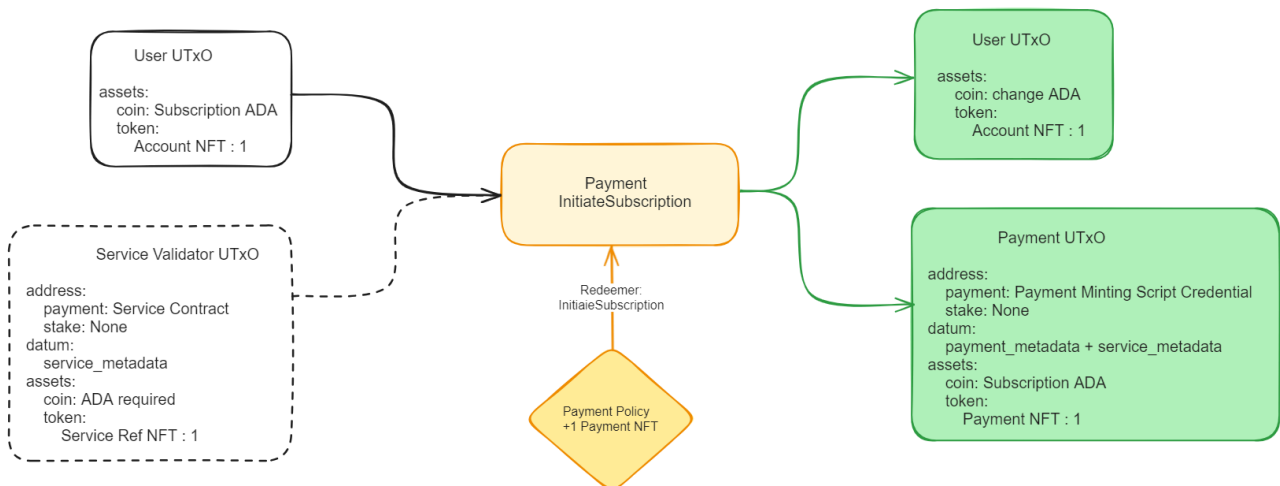 User UTxO
assets:
coin: Subscription ADA
token:
Account NFT : 1
Service Validator UTxO
address:
payment: Service Contract
stake: None
datum:
service_metadata
assets:
coin: ADA required
token:
Service Ref NFT : 1
Payment
InitiateSubscription
Redeemer:
InitiaieSubscription
Payment Policy
+1 Payment NFT
User UTxO
assets:
coin: change ADA
token:
Account NFT : 1
Payment UTxO
address:
payment: Payment Minting Script Credential
stake: None
datum:
payment_metadata + service_metadata
assets:
coin: Subscription ADA
token:
Payment NFT : 1